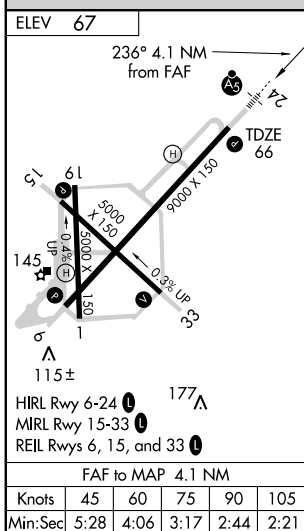 ELEV 67
236° 4.1 NM
from FAF
A5
24
TDZE
66
H
P
9000 X 150
15
19
P
5000
X 150
0.4%
UP
5000 X
150
145
H
0.3% UP
P
V
33
6
1
115±
177
HIRL Rwy 6-24 L
MIRL Rwy 15-33 L
REIL Rwys 6, 15, and 33 L
FAF to MAP 4.1 NM
Knots 45 60 75 90 105
Min:Sec 5:28 4:06 3:17 2:44 2:21